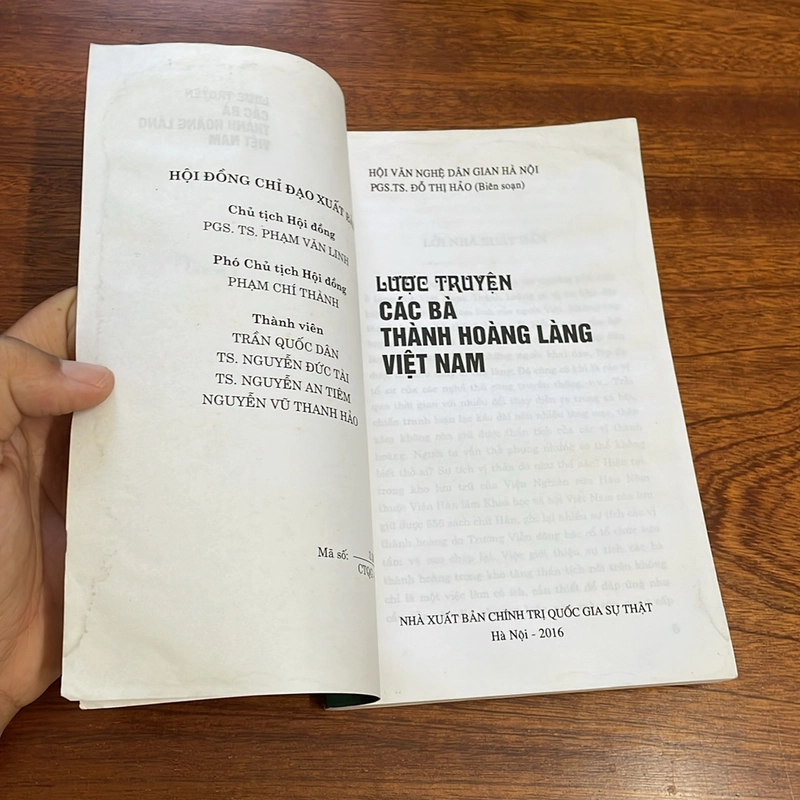 HỘI ĐỒNG CHỈ ĐẠO XUẤT
Chủ tịch Hội đồng
PGS. TS. PHẠM VĂN LINH
Phó Chủ tịch Hội đồng
PHẠM CHÍ THÀNH
Thành viên
TRẦN QUỐC DÂN
TS. NGUYỄN ĐỨC TÀI
TS. NGUYỄN AN TIÊM
NGUYỄN VŨ THANH HẢO
Mã số:
HỘI VĂN NGHỆ DÂN GIAN HÀ NỘI
PGS.TS. ĐỖ THỊ HẢO (Biên soạn)
LƯỢC TRUYỆN
CÁC BÀ
THÀNH HOÀNG LÀNG
VIỆT NAM
NHÀ XUẤT BẢN CHÍNH TRỊ QUỐC GIA SỰ THẬT
Hà Nội - 2016